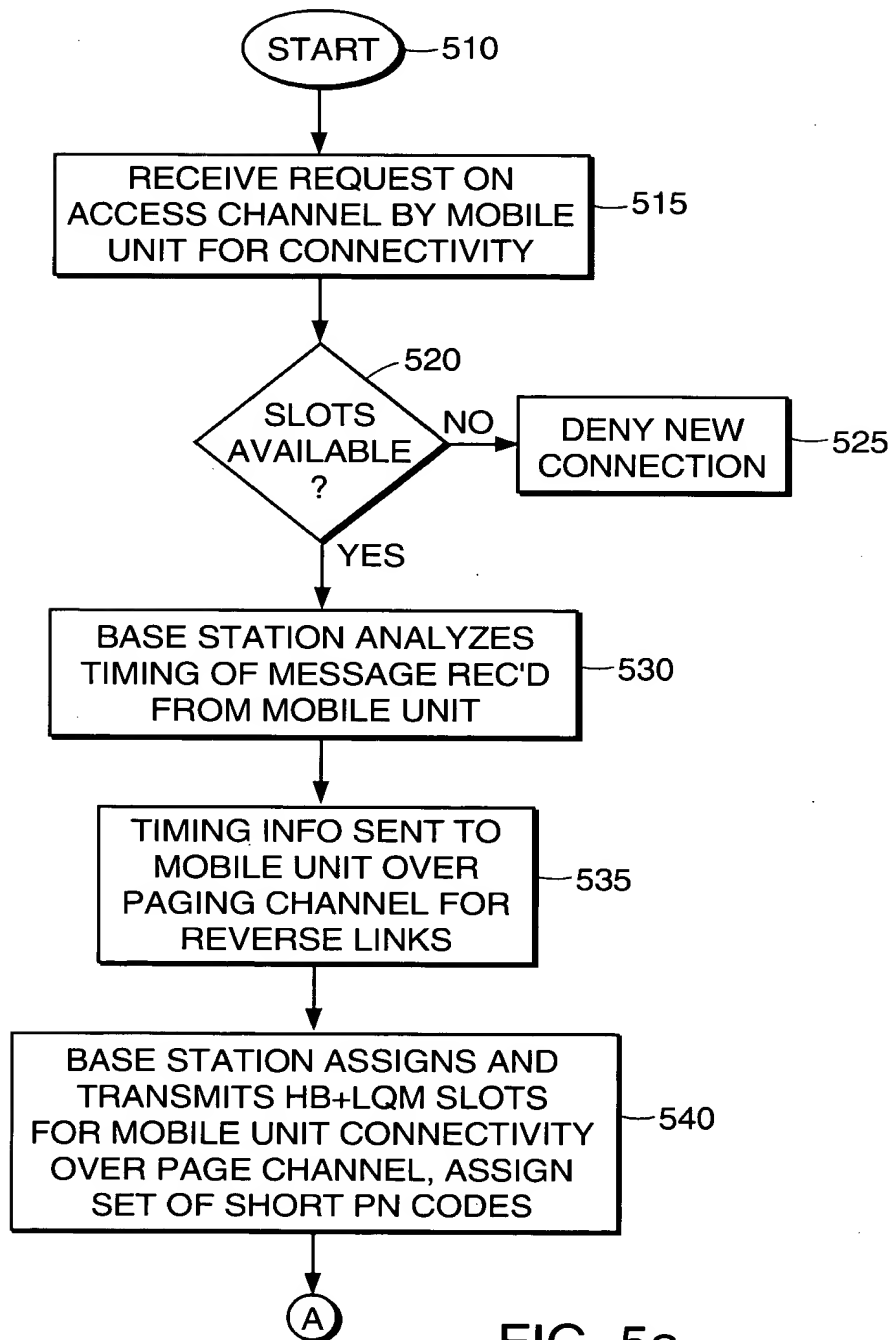 START
510
RECEIVE REQUEST ON
ACCESS CHANNEL BY MOBILE
UNIT FOR CONNECTIVITY
515
520
SLOTS
AVAILABLE
?
NO
DENY NEW
CONNECTION
525
YES
BASE STATION ANALYZES
TIMING OF MESSAGE REC'D
FROM MOBILE UNIT
530
TIMING INFO SENT TO
MOBILE UNIT OVER
PAGING CHANNEL FOR
REVERSE LINKS
535
BASE STATION ASSIGNS AND
TRANSMITS HB+LQM SLOTS
FOR MOBILE UNIT CONNECTIVITY
OVER PAGE CHANNEL, ASSIGN
SET OF SHORT PN CODES
540
A
FIG. 5a